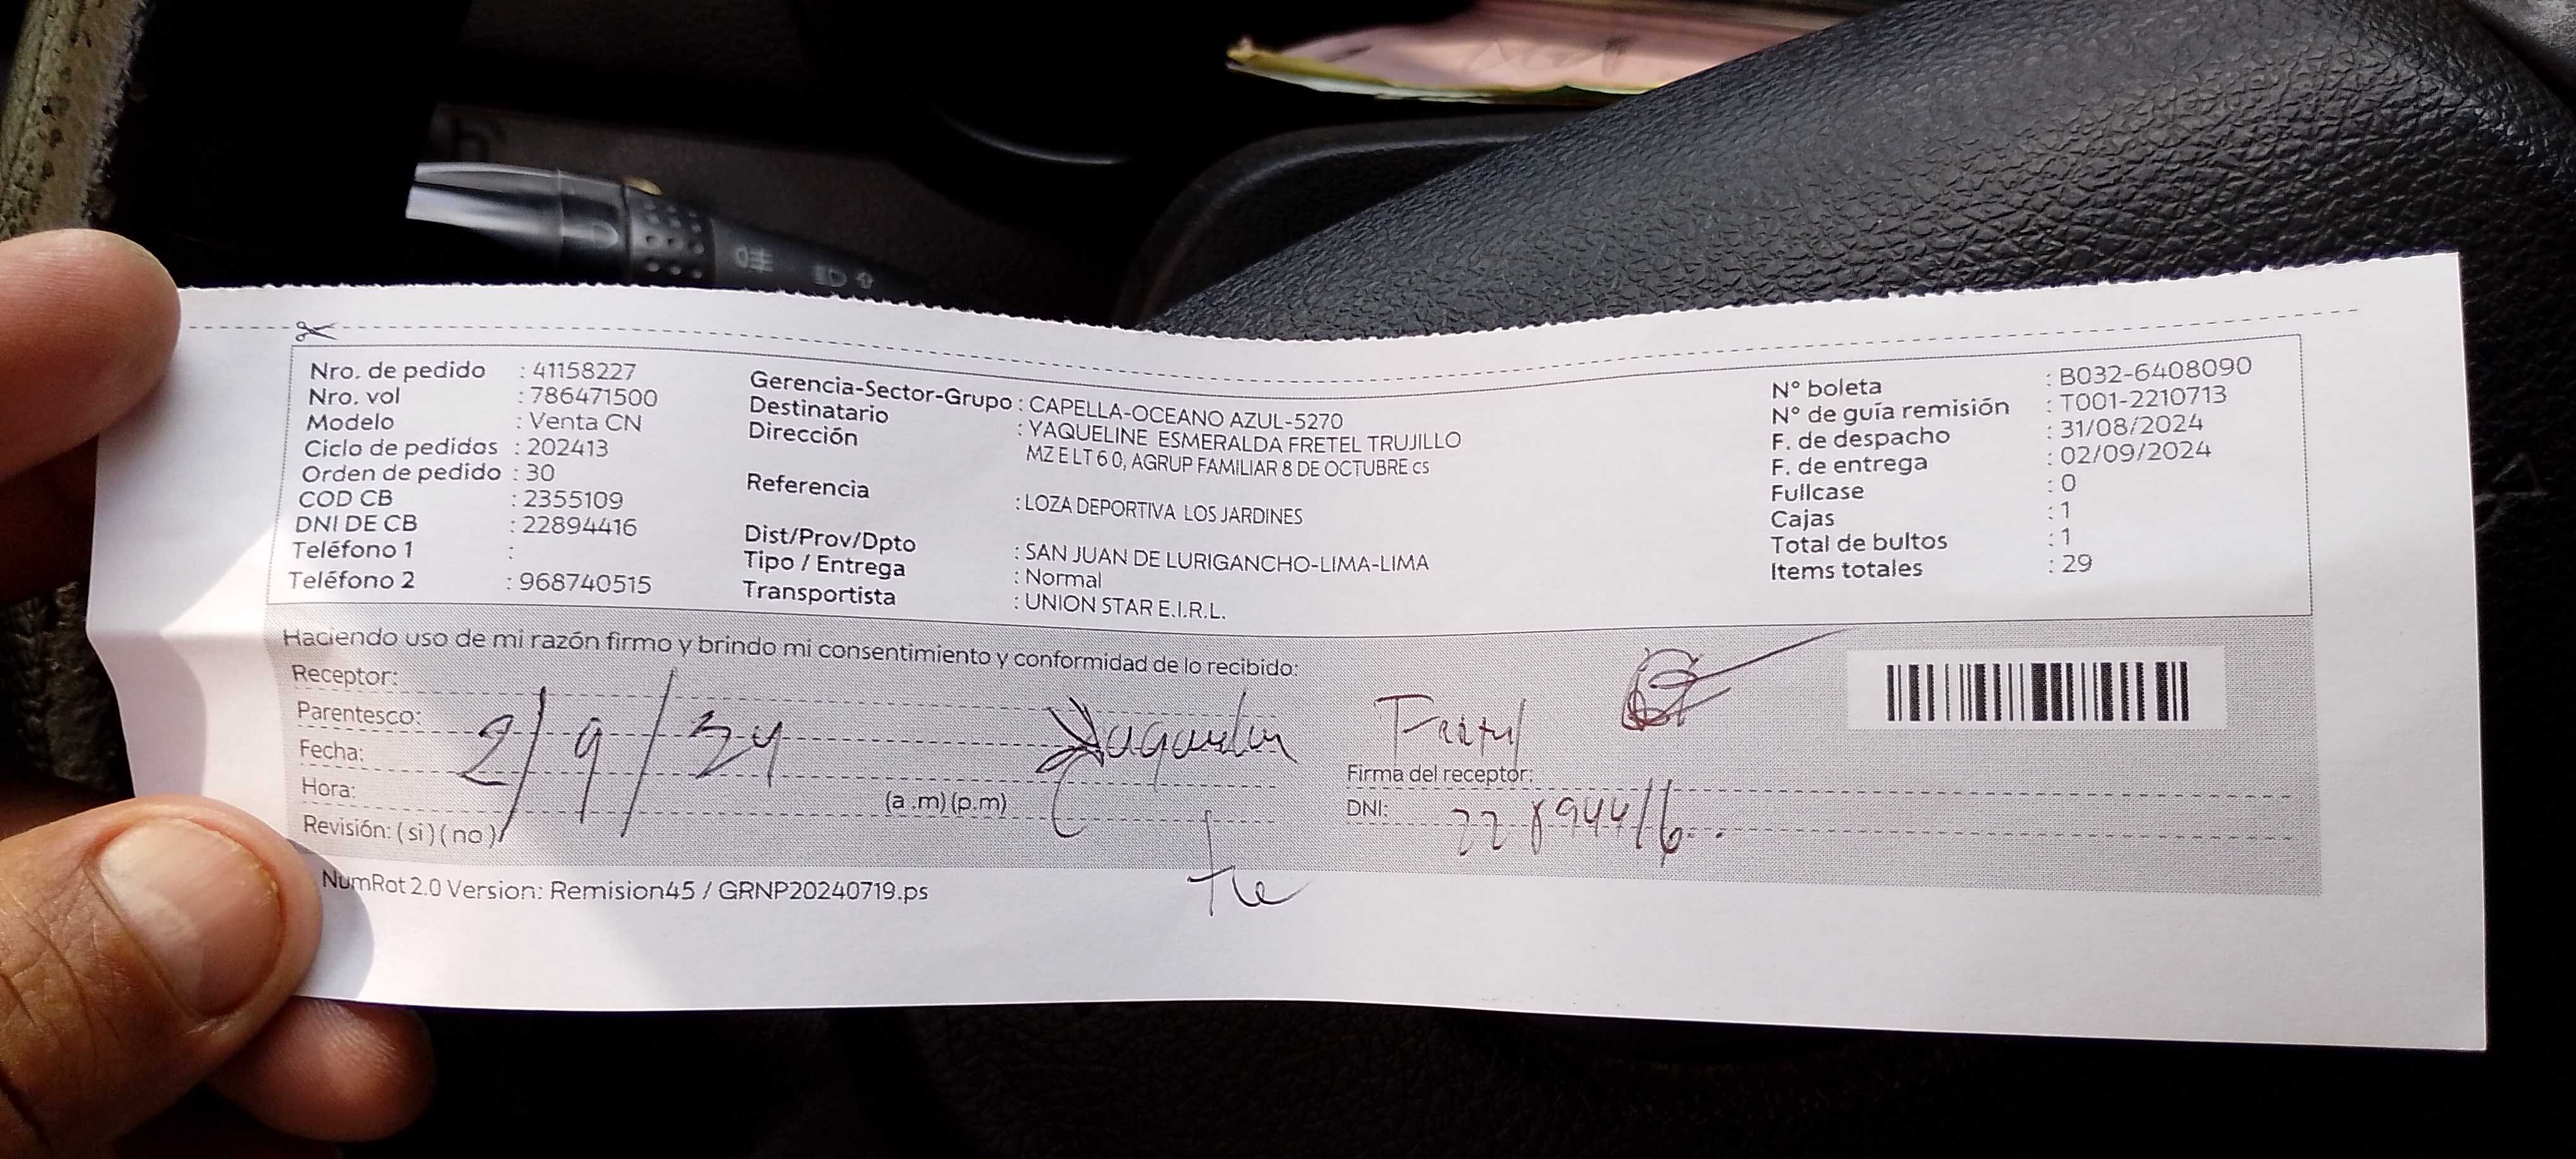 Nro. de pedido : 41158227
Nro. vol : 786471500
Modelo : Venta CN
Ciclo de pedidos : 202413
Orden de pedido : 30
COD CB : 2355109
DNI DE CB : 22894416
Teléfono 1 :
Teléfono 2 : 968740515
Gerencia-Sector-Grupo : CAPELLA-OCEANO AZUL-5270
Destinatario : YAQUELINE ESMERALDA FRETEL TRUJILLO
Dirección MZ E LT 6 0, AGRUP FAMILIAR 8 DE OCTUBRE cs
Referencia : LOZA DEPORTIVA LOS JARDINES
Dist/Prov/Dpto : SAN JUAN DE LURIGANCHO-LIMA-LIMA
Tipo / Entrega : Normal
Transportista : UNION STAR E.I.R.L.
N° boleta : B032-6408090
N° de guía remisión : T001-2210713
F. de despacho : 31/08/2024
F. de entrega : 02/09/2024
Fullcase : 0
Cajas : 1
Total de bultos : 1
Items totales : 29
Haciendo uso de mi razón firmo y brindo mi consentimiento y conformidad de lo recibido:
Receptor:
Parentesco:
Fecha: 2/9/24
Hora: (a .m) (p.m)
Revisión: ( si ) ( no )
Firma del receptor:
DNI: 22894416..
NumRot 2.0 Version: Remision45 / GRNP20240719.ps